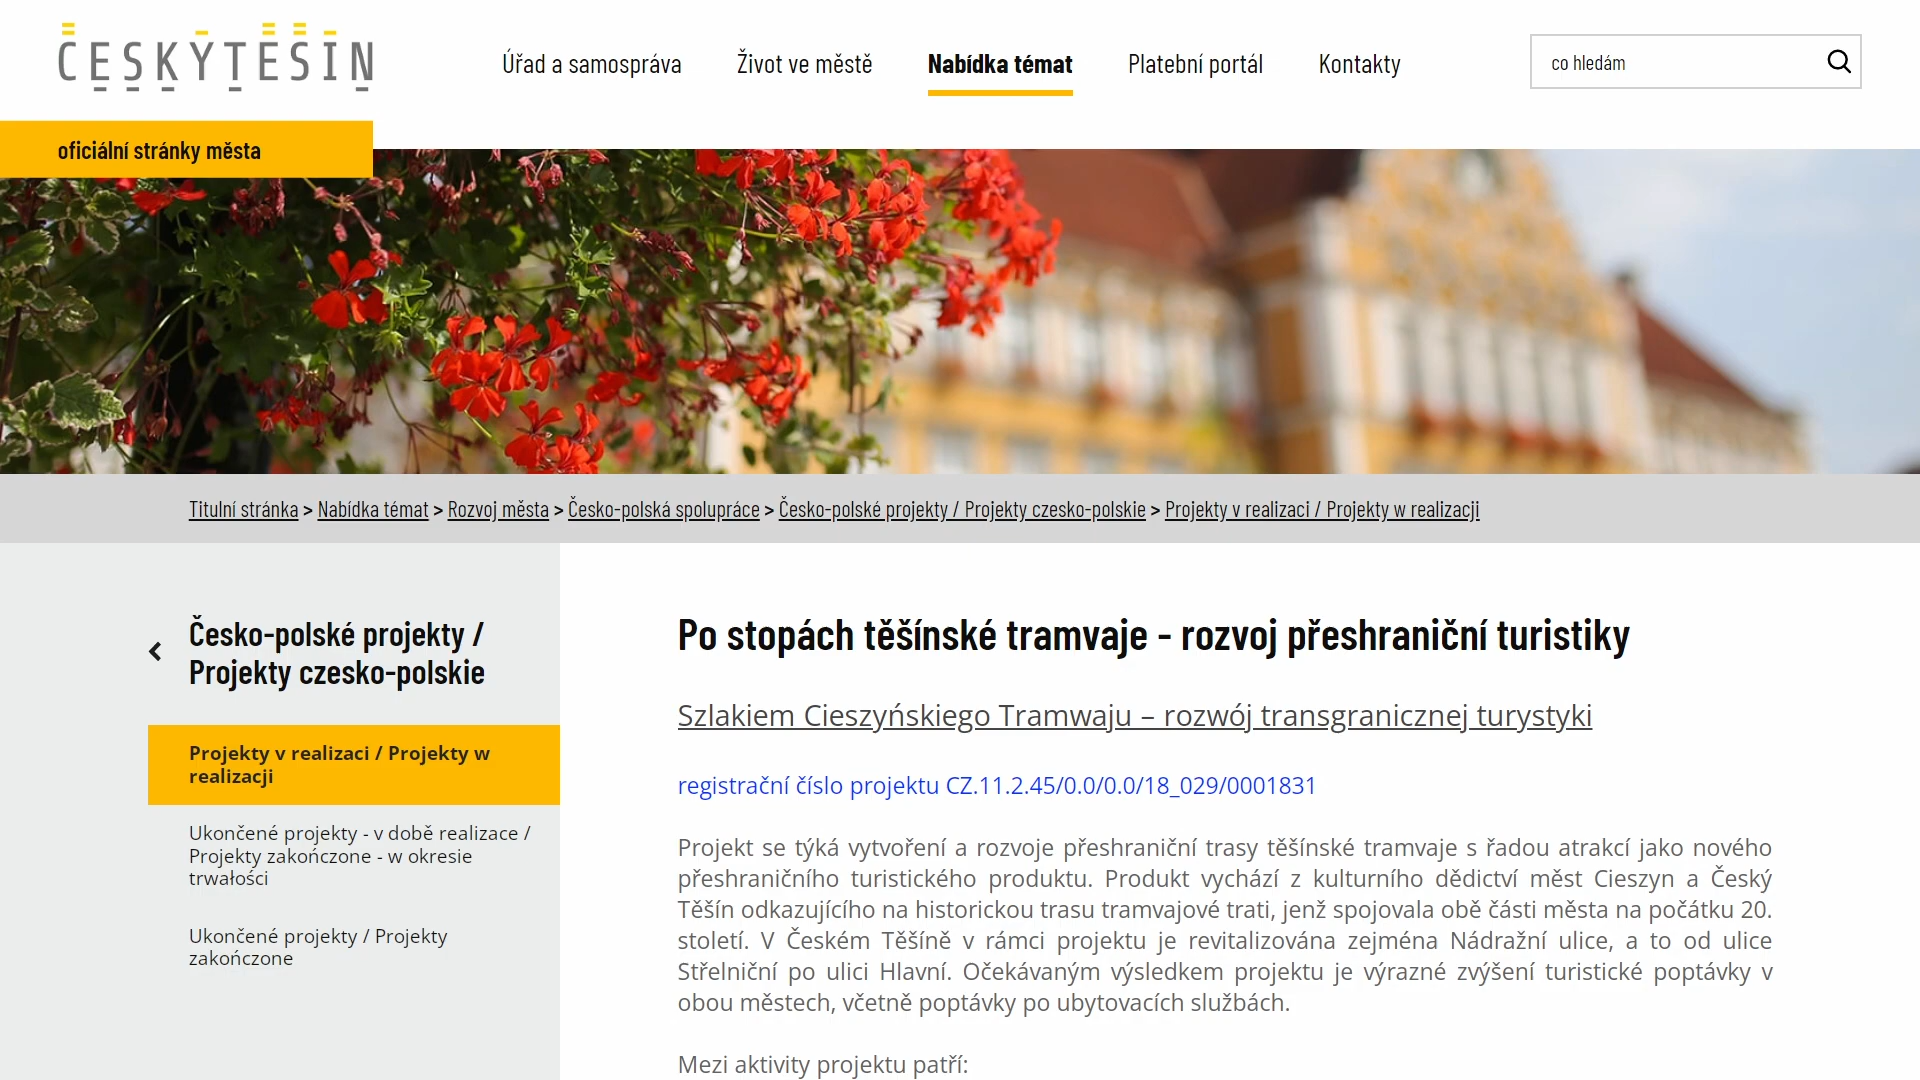 ČESKÝTĚŠÍN
Úřad a samospráva
Život ve městě
Nabídka témat
Platební portál
Kontakty
co hledám
oficiální stránky města
Titulní stránka > Nabídka témat > Rozvoj města > Česko-polská spolupráce > Česko-polské projekty / Projekty czesko-polskie > Projekty v realizaci / Projekty w realizacji
Česko-polské projekty /
Projekty czesko-polskie
Projekty v realizaci / Projekty w
realizacji
Ukončené projekty - v době realizace /
Projekty zakończone - w okresie
trwałości
Ukončené projekty / Projekty
zakończone
Po stopách těšínské tramvaje - rozvoj přeshraniční turistiky
Szlakiem Cieszyńskiego Tramwaju – rozwój transgranicznej turystyki
registrační číslo projektu CZ.11.2.45/0.0/0.0/18_029/0001831
Projekt se týká vytvoření a rozvoje přeshraniční trasy těšínské tramvaje s řadou atrakcí jako nového
přeshraničního turistického produktu. Produkt vychází z kulturního dědictví měst Cieszyn a Český
Těšín odkazujícího na historickou trasu tramvajové trati, jenž spojovala obě části města na počátku 20.
století. V Českém Těšíně v rámci projektu je revitalizována zejména Nádražní ulice, a to od ulice
Střelniční po ulici Hlavní. Očekávaným výsledkem projektu je výrazné zvýšení turistické poptávky v
obou městech, včetně poptávky po ubytovacích službách.
Mezi aktivity projektu patří: